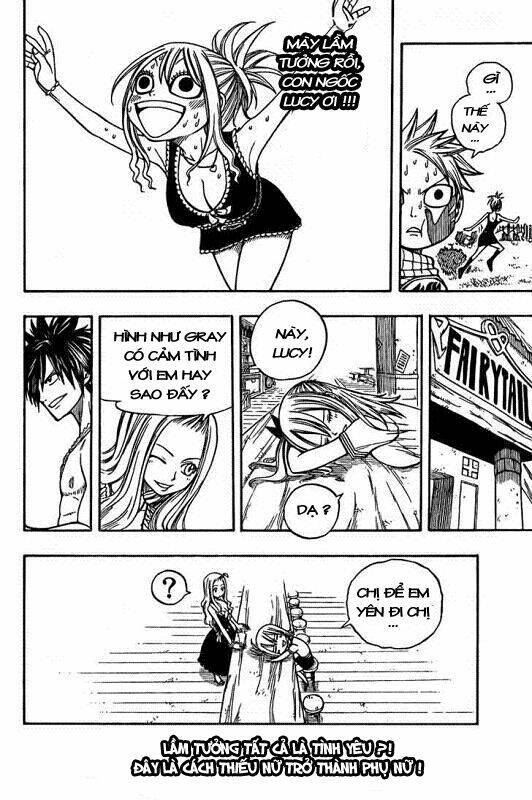 MÀY LẦM
TƯỞNG RỒI,
CON NGỐC
LUCY ƠI !!!
GÌ
...
THẾ
NÀY
...
FAIRYTAIL
NÀY,
LUCY!
DẠ ?
HÌNH NHƯ GRAY
CÓ CẢM TÌNH
VỚI EM HAY
SAO ĐẤY ?
?
CHỊ ĐỂ EM
YÊN ĐI CHỊ
...
LẦM TƯỞNG TẤT CẢ LÀ TÌNH YÊU ?!
ĐÂY LÀ CÁCH THIẾU NỮ TRỞ THÀNH PHỤ NỮ !